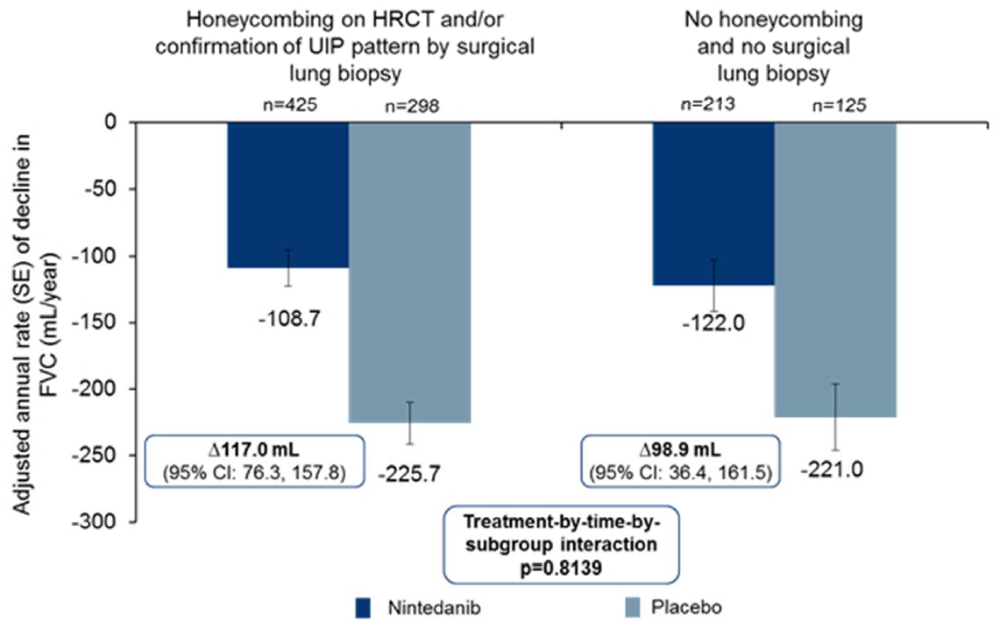 Honeycombing on HRCT and/or
confirmation of UIP pattern by surgical
lung biopsy
No honeycombing
and no surgical
lung biopsy
n=425
n=298
n=213
n=125
Adjusted annual rate (SE) of decline in
FVC (mL/year)
0
-50
-100
-150
-200
-250
-300
-108.7
-225.7
-122.0
-221.0
Δ117.0 mL
(95% CI: 76.3, 157.8)
Δ98.9 mL
(95% CI: 36.4, 161.5)
Treatment-by-time-by-
subgroup interaction
p=0.8139
Nintedanib
Placebo